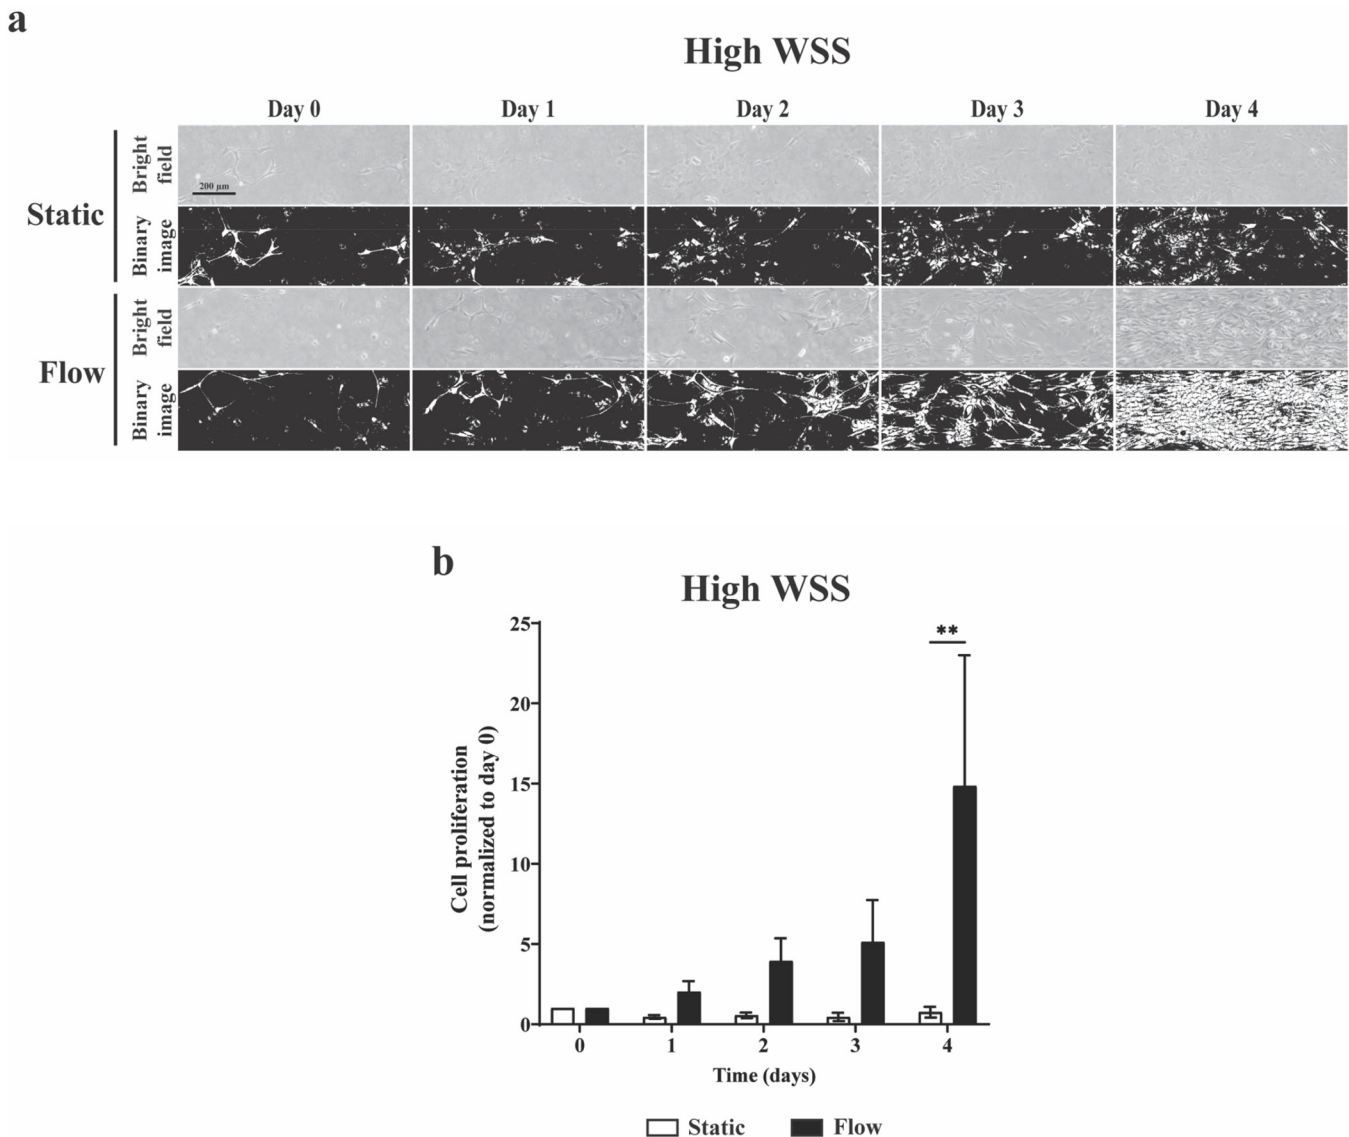 a
High WSS
Day 0
Day 1
Day 2
Day 3
Day 4
Static
Bright
field
200 µm
Binary
image
Flow
Bright
field
Binary
image
b
High WSS
**
25
20
15
10
5
0
Cell proliferation
(normalized to day 0)
0
1
2
3
4
Time (days)
Static
Flow